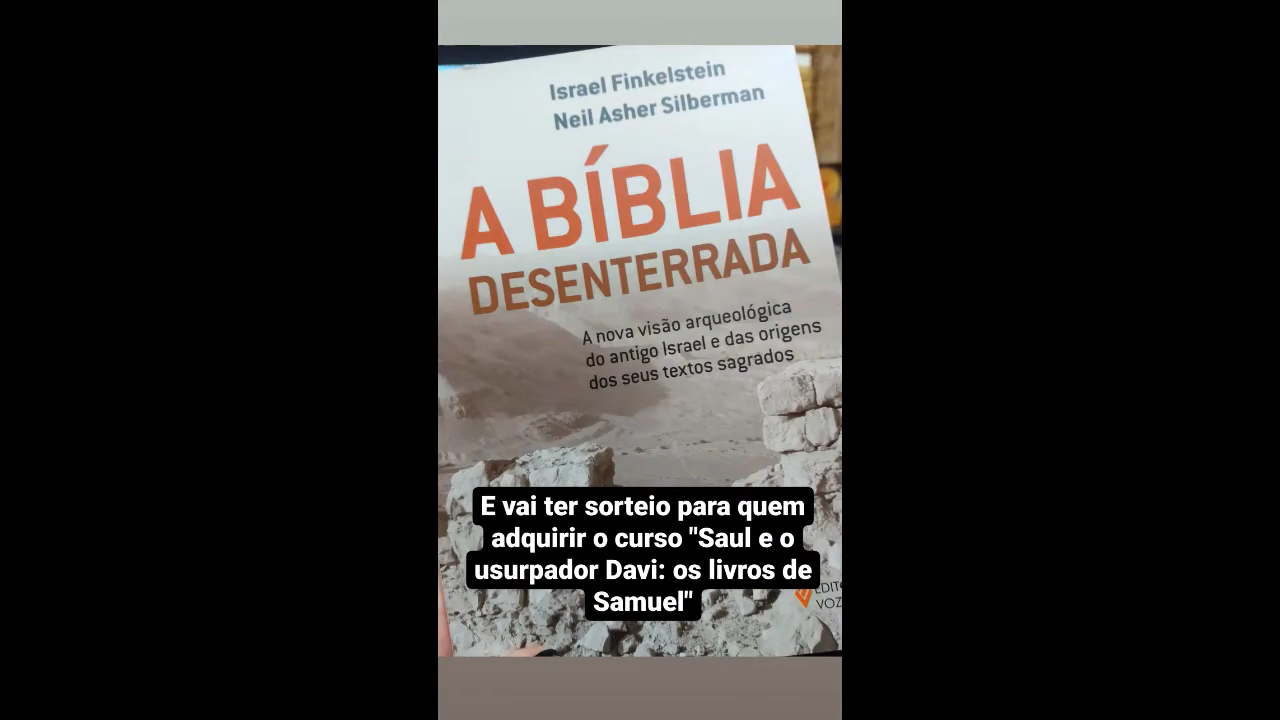 Israel Finkelstein
Neil Asher Silberman
A BÍBLIA
DESENTERRADA
A nova visão arqueológica
do antigo Israel e das origens
dos seus textos sagrados
E vai ter sorteio para quem
adquirir o curso "Saul e o
usurpador Davi: os livros de
Samuel"